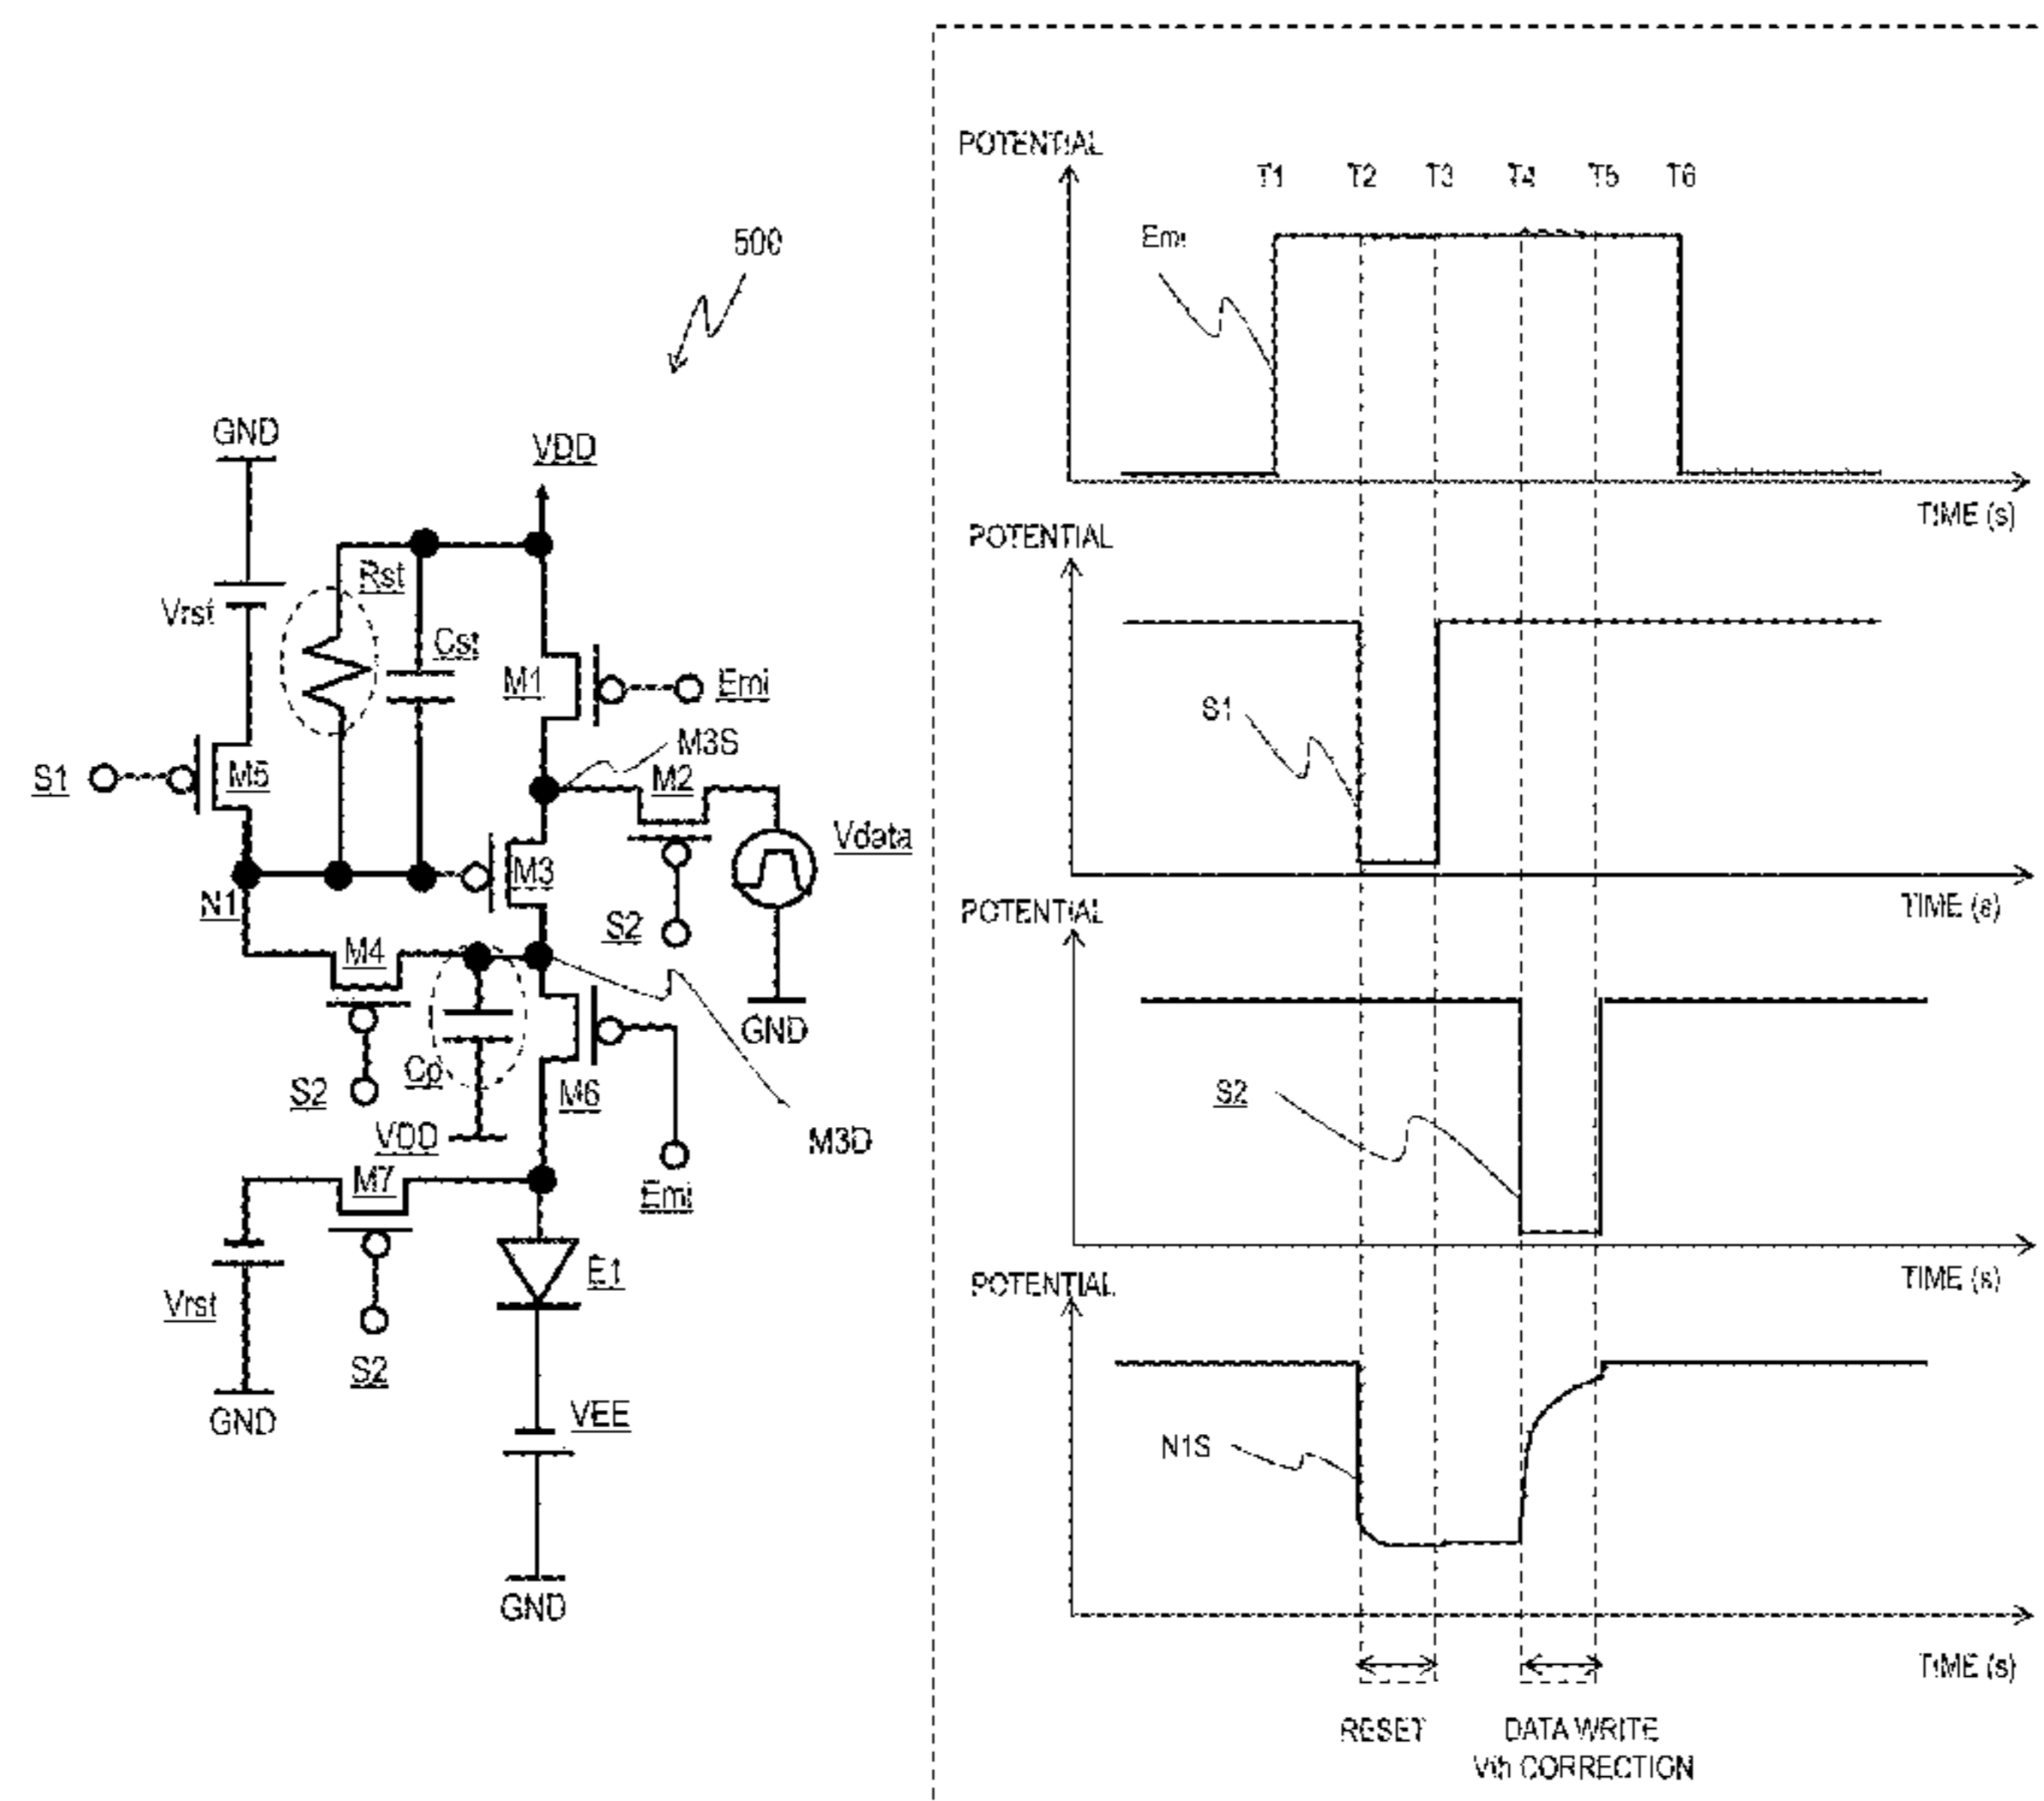 500
GND
VDD
Rst
Vrst
Cst
M1
Emi
M3S
S1
M5
M2
Vdata
M3
N1
S2
M4
GND
Cp
S2
M6
VDD
M3D
M7
Emi
E1
Vrst
S2
VEE
GND
GND
POTENTIAL
T1 T2 T3 T4 T5 T6
Emi
TIME (s)
POTENTIAL
S1
TIME (s)
POTENTIAL
S2
TIME (s)
POTENTIAL
N1S
TIME (s)
RESET
DATA WRITE
Vth CORRECTION